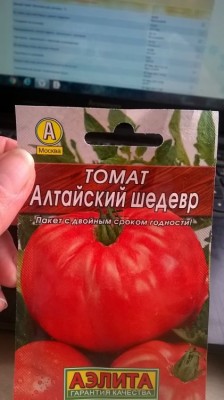 А
Москва
ТОМАТ
Алтайский шедевр
Пакет с двойным сроком годности!
АЭЛИТА
ГАРАНТИЯ КАЧЕСТВА